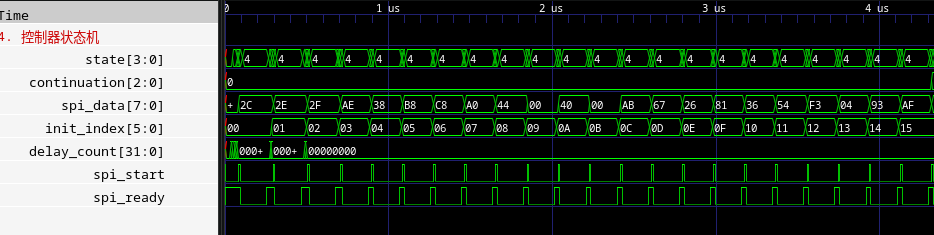 Time
0 1 us 2 us 3 us 4 us
4. 控制器状态机
state[3:0] 4 4 4 4 4 4 4 4 4 4 4 4 4 4 4 4 4 4 4 4 4 4
continuation[2:0] 0
spi_data[7:0] + 2C 2E 2F AE 38 B8 C8 A0 44 00 40 00 AB 67 26 81 36 54 F3 04 93 AF
init_index[5:0] 00 01 02 03 04 05 06 07 08 09 0A 0B 0C 0D 0E 0F 10 11 12 13 14 15
delay_count[31:0] 000+ 000+ 00000000
spi_start
spi_ready